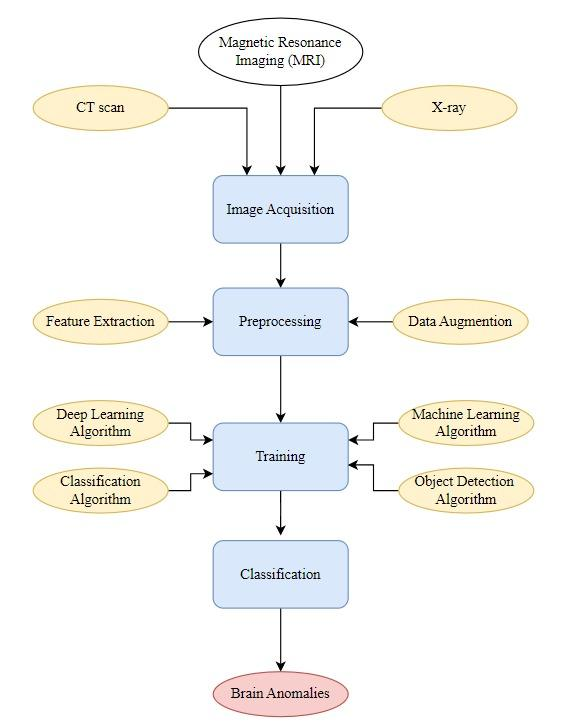 Magnetic Resonance
Imaging (MRI)
CT scan
X-ray
Image Acquisition
Feature Extraction
Preprocessing
Data Augmention
Deep Learning
Algorithm
Machine Learning
Algorithm
Training
Classification
Algorithm
Object Detection
Algorithm
Classification
Brain Anomalies